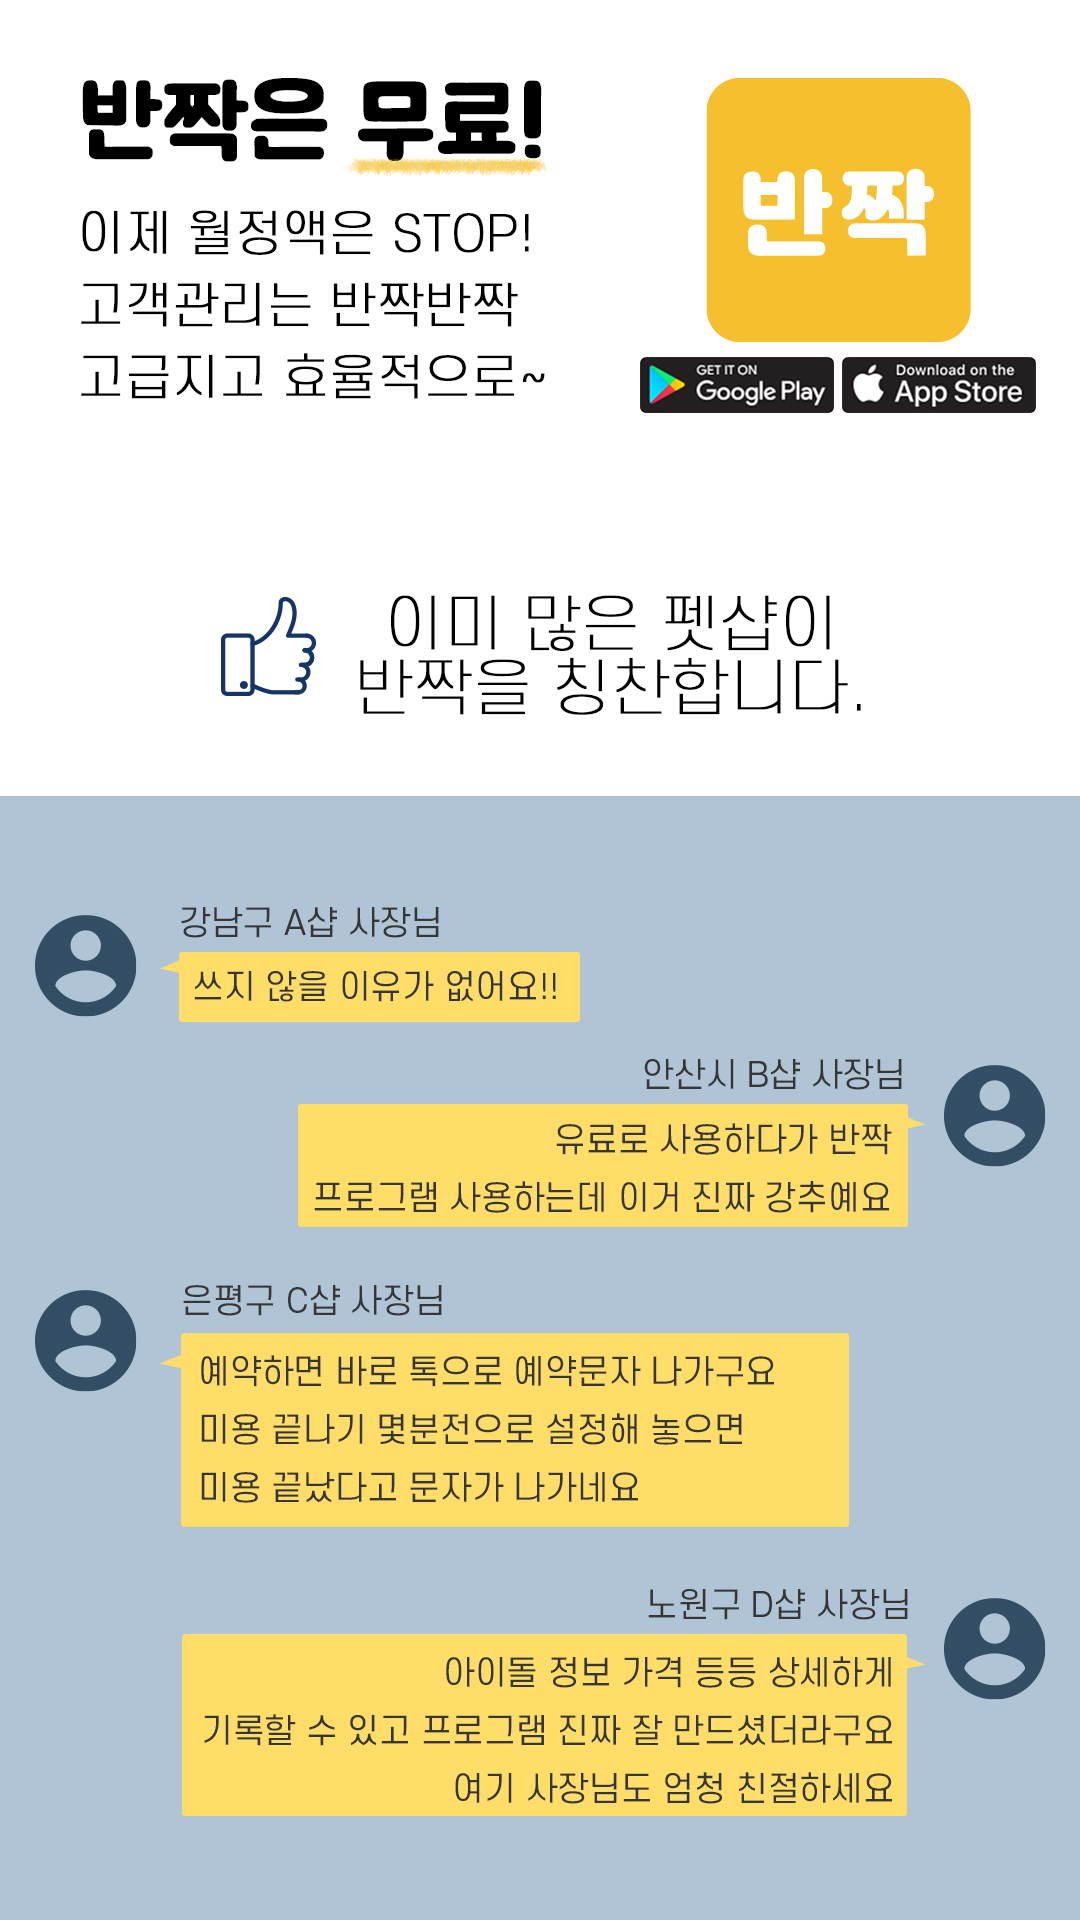 반짝은 무료!
이제 월정액은 STOP!
고객관리는 반짝반짝
고급지고 효율적으로~
반짝
GET IT ON
Google Play
Download on the
App Store
이미 많은 펫샵이
반짝을 칭찬합니다.
강남구 A샵 사장님
쓰지 않을 이유가 없어요!!
안산시 B샵 사장님
유료로 사용하다가 반짝
프로그램 사용하는데 이거 진짜 강추예요
은평구 C샵 사장님
예약하면 바로 톡으로 예약문자 나가구요
미용 끝나기 몇분전으로 설정해 놓으면
미용 끝났다고 문자가 나가네요
노원구 D샵 사장님
아이돌 정보 가격 등등 상세하게
기록할 수 있고 프로그램 진짜 잘 만드셨더라구요
여기 사장님도 엄청 친절하세요